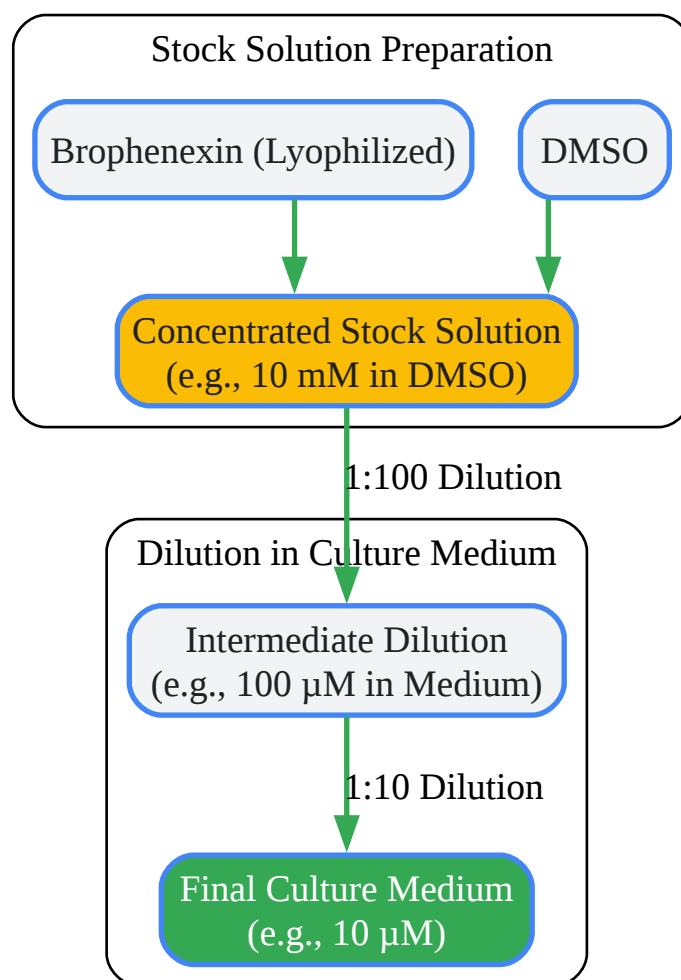 Stock Solution Preparation
Brophenexin (Lyophilized)
DMSO
Concentrated Stock Solution
(e.g., 10 mM in DMSO)
1:100 Dilution
Dilution in Culture Medium
Intermediate Dilution
(e.g., 100 µM in Medium)
1:10 Dilution
Final Culture Medium
(e.g., 10 µM)